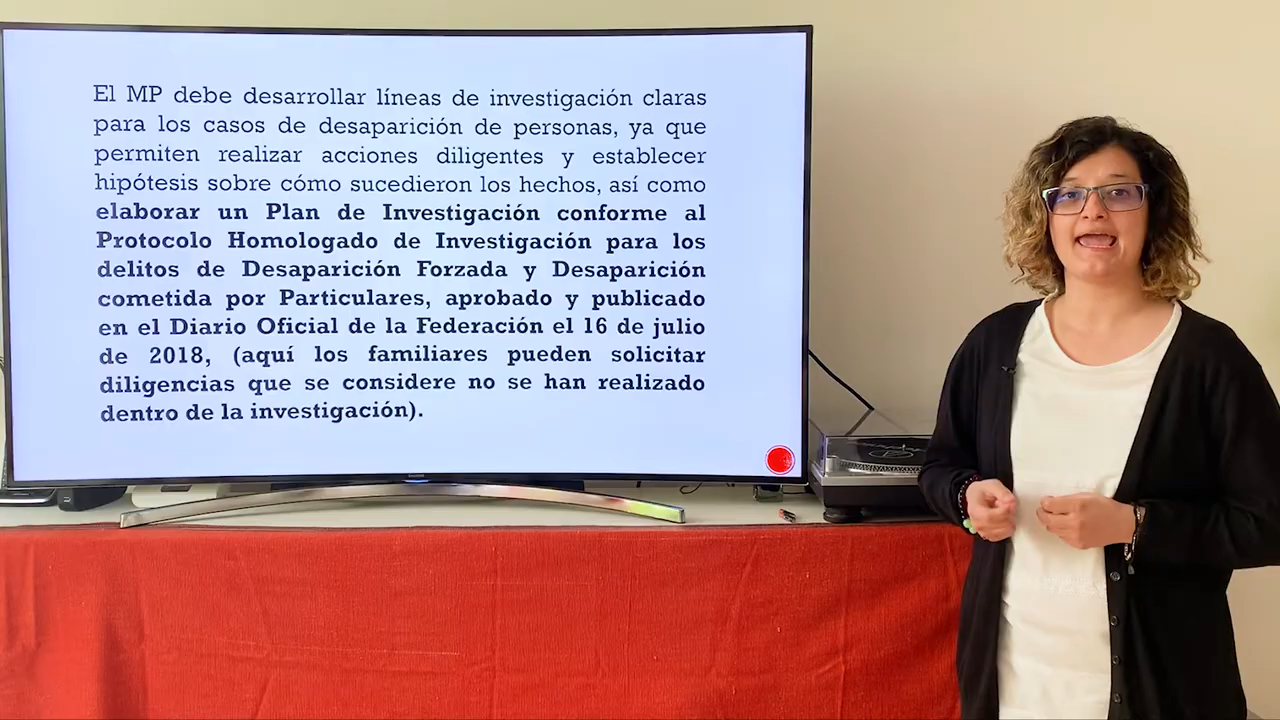 El MP debe desarrollar líneas de investigación claras
para los casos de desaparición de personas, ya que
permiten realizar acciones diligentes y establecer
hipótesis sobre cómo sucedieron los hechos, así como
elaborar un Plan de Investigación conforme al
Protocolo Homologado de Investigación para los
delitos de Desaparición Forzada y Desaparición
cometida por Particulares, aprobado y publicado
en el Diario Oficial de la Federación el 16 de julio
de 2018, (aquí los familiares pueden solicitar
diligencias que se considere no se han realizado
dentro de la investigación).